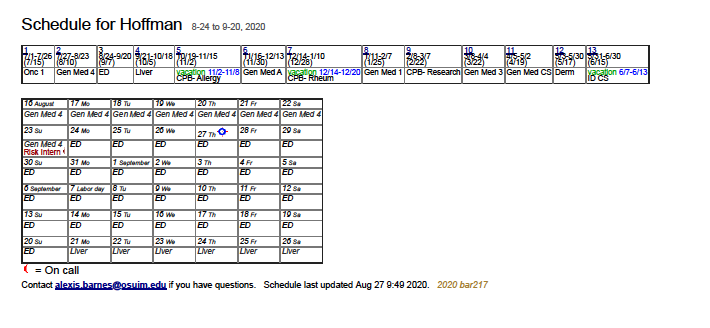 Schedule for Hoffman 8-24 to 9-20, 2020
1 2 3 4 5 6 7 8 9 10 11 12 13
7/1-7/26 7/27-8/23 8/24-9/20 9/21-10/18 10/19-11/15 11/16-12/13 12/14-1/10 1/11-2/7 2/8-3/7 3/8-4/4 4/5-5/2 5/3-5/30 5/31-6/30
(7/15) (8/10) (9/7) (10/5) (11/2) (11/30) (12/28) (1/25) (2/22) (3/22) (4/19) (5/17) (6/15)
Onc 1 Gen Med 4 ED Liver vacation 11/2-11/8 Gen Med A vacation 12/14-12/20 Gen Med 1 CPB- Research Gen Med 3 Gen Med CS Derm vacation 6/7-6/13
CPB- Allergy CPB- Rheum ID CS
16 August 17 Mo 18 Tu 19 We 20 Th 21 Fr 22 Sa
Gen Med 4 Gen Med 4 Gen Med 4 Gen Med 4 Gen Med 4 Gen Med 4 Gen Med 4
23 Su 24 Mo 25 Tu 26 We 27 Th 28 Fr 29 Sa
Gen Med 4 ED ED ED ED ED ED
Risk Intern
30 Su 31 Mo 1 September 2 We 3 Th 4 Fr 5 Sa
ED ED ED ED ED ED ED
6 September 7 Labor day 8 Tu 9 We 10 Th 11 Fr 12 Sa
ED ED ED ED ED ED ED
13 Su 14 Mo 15 Tu 16 We 17 Th 18 Fr 19 Sa
ED ED ED ED ED ED ED
20 Su 21 Mo 22 Tu 23 We 24 Th 25 Fr 26 Sa
ED Liver Liver Liver Liver Liver Liver
= On call
Contact alexis.barnes@osuim.edu if you have questions. Schedule last updated Aug 27 9:49 2020. 2020 bar217